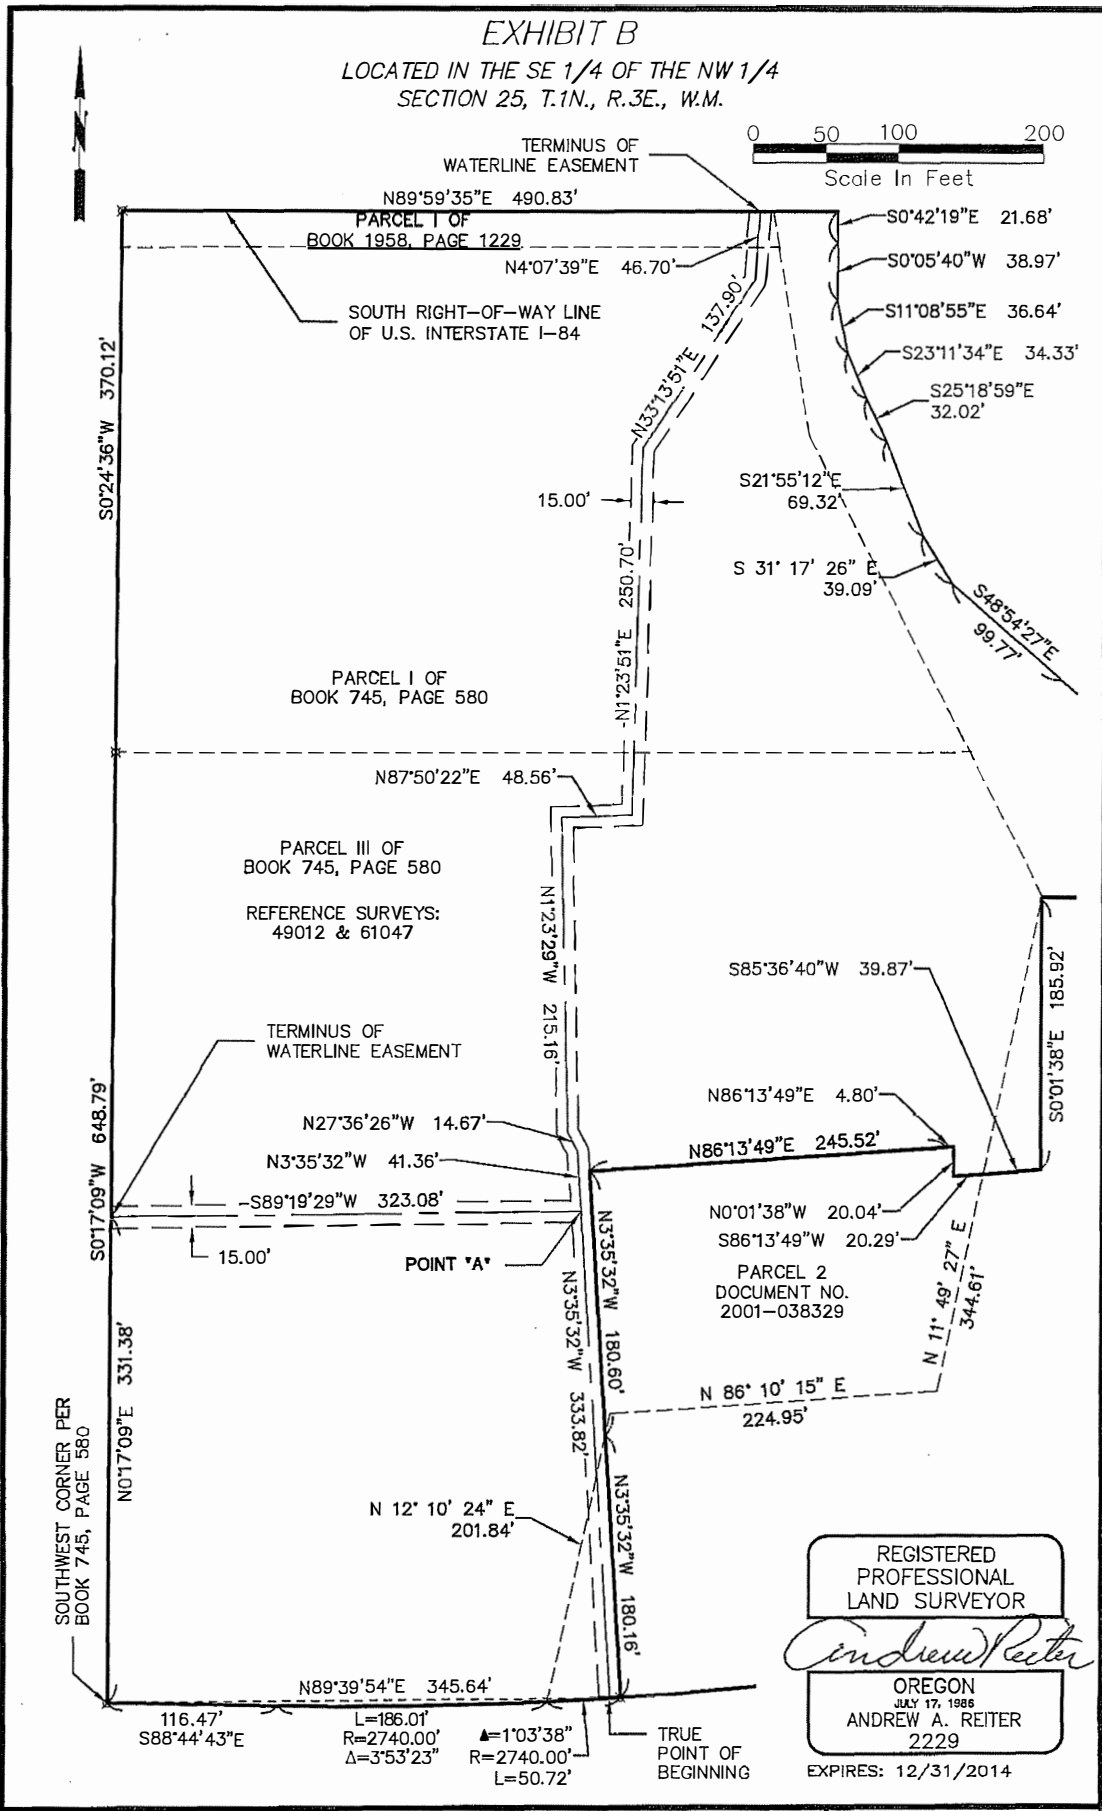 EXHIBIT B
LOCATED IN THE SE 1/4 OF THE NW 1/4
SECTION 25, T.1N., R.3E., W.M.
N
0 50 100 200
Scale In Feet
TERMINUS OF
WATERLINE EASEMENT
N89°59'35"E 490.83'
PARCEL I OF
BOOK 1958, PAGE 1229
N4°07'39"E 46.70'
SOUTH RIGHT-OF-WAY LINE
OF U.S. INTERSTATE I-84
S0°42'19"E 21.68'
S0°05'40"W 38.97'
S11°08'55"E 36.64'
S23°11'34"E 34.33'
S25°18'59"E
32.02'
S21°55'12"E
69.32'
S 31° 17' 26" E
39.09'
S48°54'27"E
99.77'
N33°13'51"E 137.90'
S0°24'36"W 370.12'
15.00'
N1°23'51"E 250.70'
PARCEL I OF
BOOK 745, PAGE 580
N87°50'22"E 48.56'
PARCEL III OF
BOOK 745, PAGE 580
REFERENCE SURVEYS:
49012 & 61047
N1°23'29"W 215.16'
S85°36'40"W 39.87'
S0°01'38"E 185.92'
TERMINUS OF
WATERLINE EASEMENT
S0°17'09"W 648.79'
N27°36'26"W 14.67'
N3°35'32"W 41.36'
S89°19'29"W 323.08'
15.00'
POINT "A"
N86°13'49"E 4.80'
N86°13'49"E 245.52'
N0°01'38"W 20.04'
S86°13'49"W 20.29'
PARCEL 2
DOCUMENT NO.
2001-038329
N 11° 49' 27" E
344.61'
N3°35'32"W 180.60'
N3°35'32"W 333.82'
N 86° 10' 15" E
224.95'
N0°17'09"E 331.38'
SOUTHWEST CORNER PER
BOOK 745, PAGE 580
N 12° 10' 24" E
201.84'
N3°35'32"W 180.16'
N89°39'54"E 345.64'
116.47'
S88°44'43"E
L=186.01'
R=2740.00'
Δ=3°53'23"
Δ=1°03'38"
R=2740.00'
L=50.72'
TRUE
POINT OF
BEGINNING
REGISTERED
PROFESSIONAL
LAND SURVEYOR
Andrew Reiter
OREGON
JULY 17, 1986
ANDREW A. REITER
2229
EXPIRES: 12/31/2014